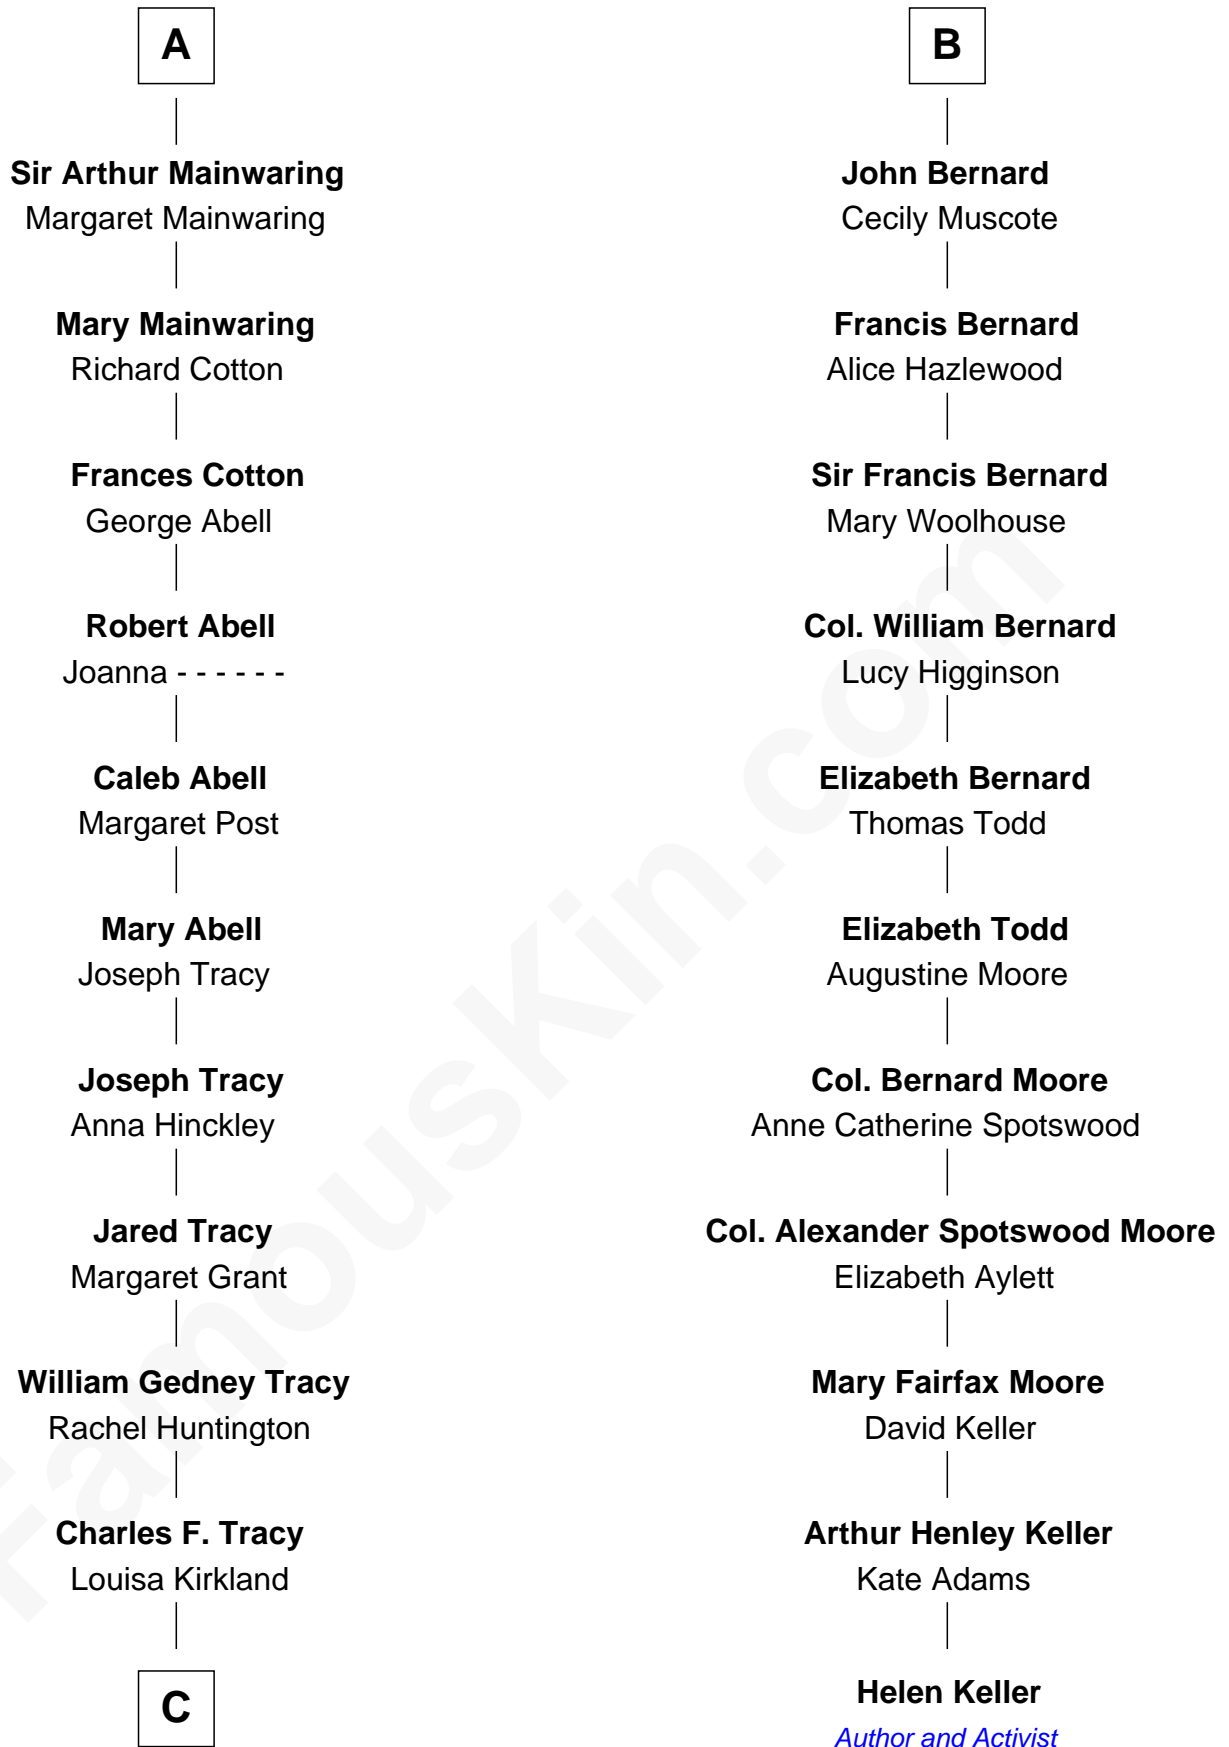 A
Sir Arthur Mainwaring
Margaret Mainwaring
Mary Mainwaring
Richard Cotton
Frances Cotton
George Abell
Robert Abell
Joanna - - - - - -
Caleb Abell
Margaret Post
Mary Abell
Joseph Tracy
Joseph Tracy
Anna Hinckley
Jared Tracy
Margaret Grant
William Gedney Tracy
Rachel Huntington
Charles F. Tracy
Louisa Kirkland
C
B
John Bernard
Cecily Muscote
Francis Bernard
Alice Hazlewood
Sir Francis Bernard
Mary Woolhouse
Col. William Bernard
Lucy Higginson
Elizabeth Bernard
Thomas Todd
Elizabeth Todd
Augustine Moore
Col. Bernard Moore
Anne Catherine Spotswood
Col. Alexander Spotswood Moore
Elizabeth Aylett
Mary Fairfax Moore
David Keller
Arthur Henley Keller
Kate Adams
Helen Keller
Author and Activist
FamousKin.com